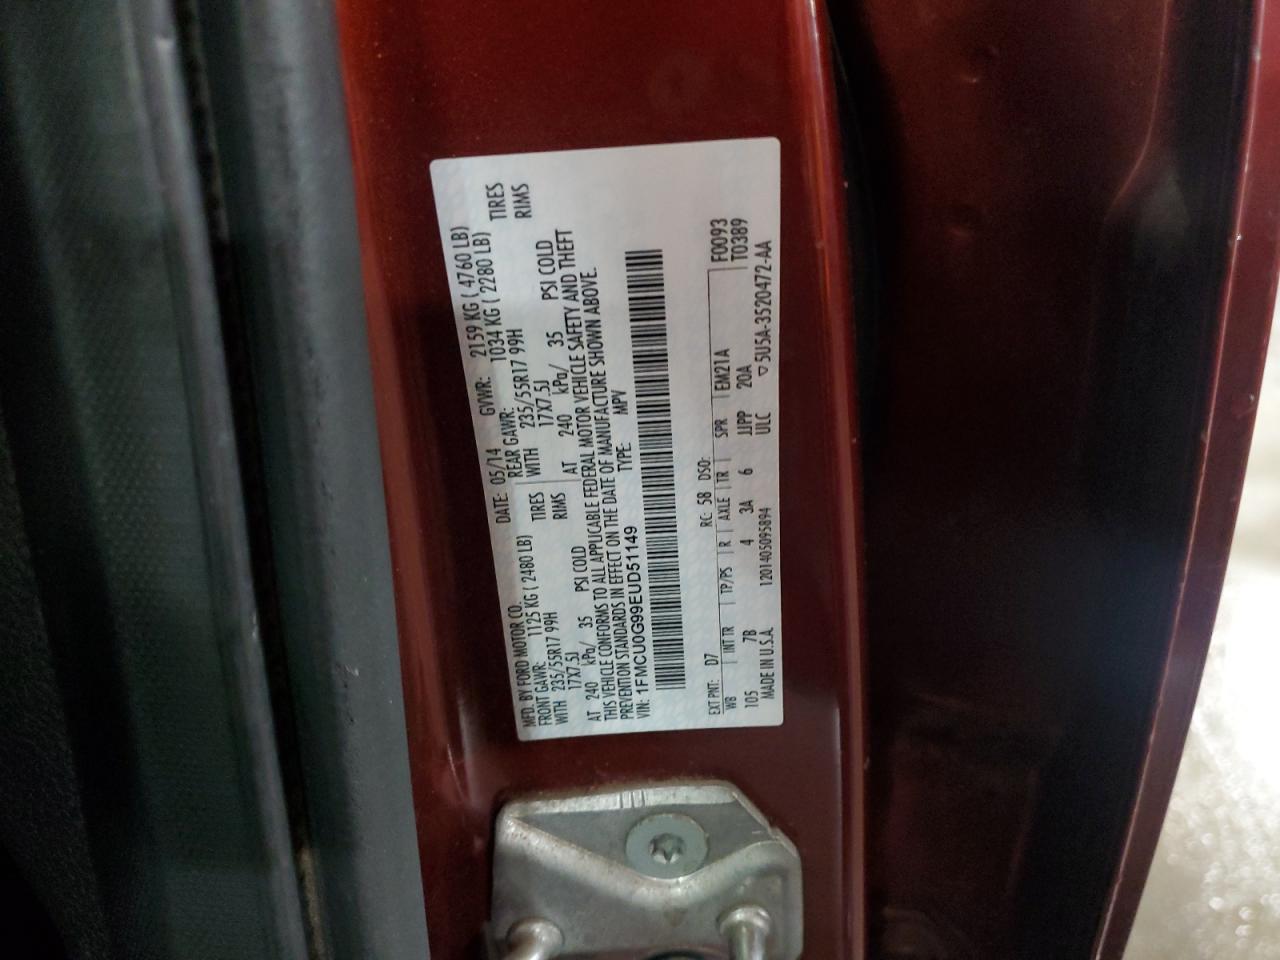 MFD. BY FORD MOTOR CO.
DATE: 05/14 GVWR: 2159 KG ( 4760 LB)
FRONT GAWR: 1125 KG ( 2480 LB) REAR GAWR: 1034 KG ( 2280 LB)
WITH 235/55R17 99H TIRES WITH 235/55R17 99H TIRES
17X7.5J RIMS 17X7.5J RIMS
AT 240 kPa/ 35 PSI COLD AT 240 kPa/ 35 PSI COLD
THIS VEHICLE CONFORMS TO ALL APPLICABLE FEDERAL MOTOR VEHICLE SAFETY AND THEFT
PREVENTION STANDARDS IN EFFECT ON THE DATE OF MANUFACTURE SHOWN ABOVE.
VIN: 1FMCU0G99EUD51149 TYPE: MPV
EXT PNT: D7 RC: 58 DSO: F0093
WB INT TR TP/PS R AXLE TR SPR EM21A T0389
105 7B 4 3A 6 JJPP 20A
MADE IN U.S.A. 1201405095894 ULC ▽5U5A-3520472-AA